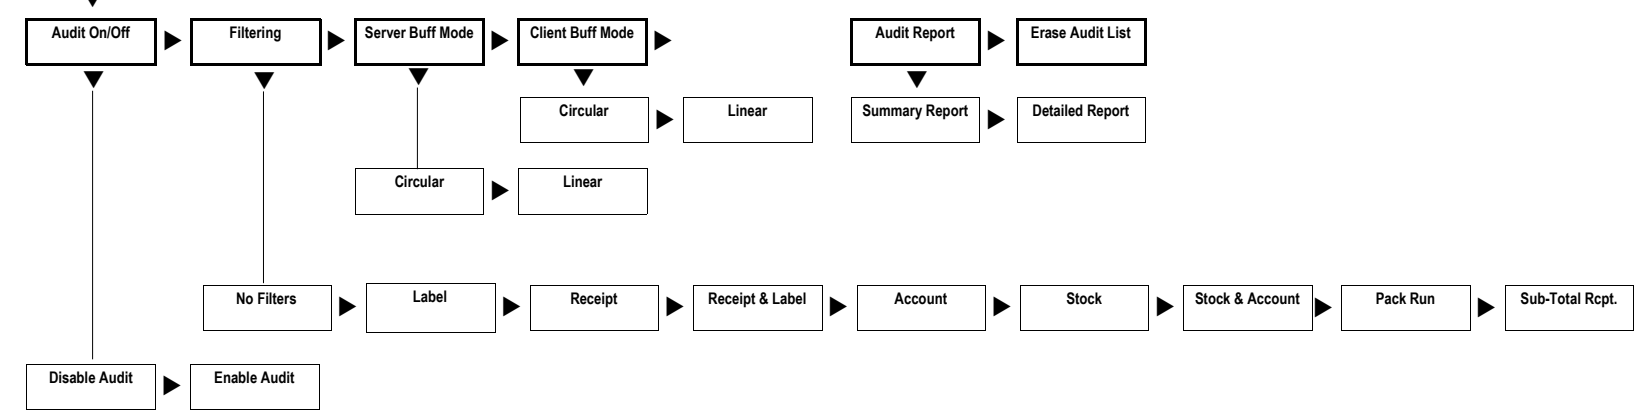 Audit On/Off
Filtering
Server Buff Mode
Client Buff Mode
Audit Report
Erase Audit List
Circular
Linear
Summary Report
Detailed Report
Circular
Linear
No Filters
Label
Receipt
Receipt & Label
Account
Stock
Stock & Account
Pack Run
Sub-Total Rcpt.
Disable Audit
Enable Audit